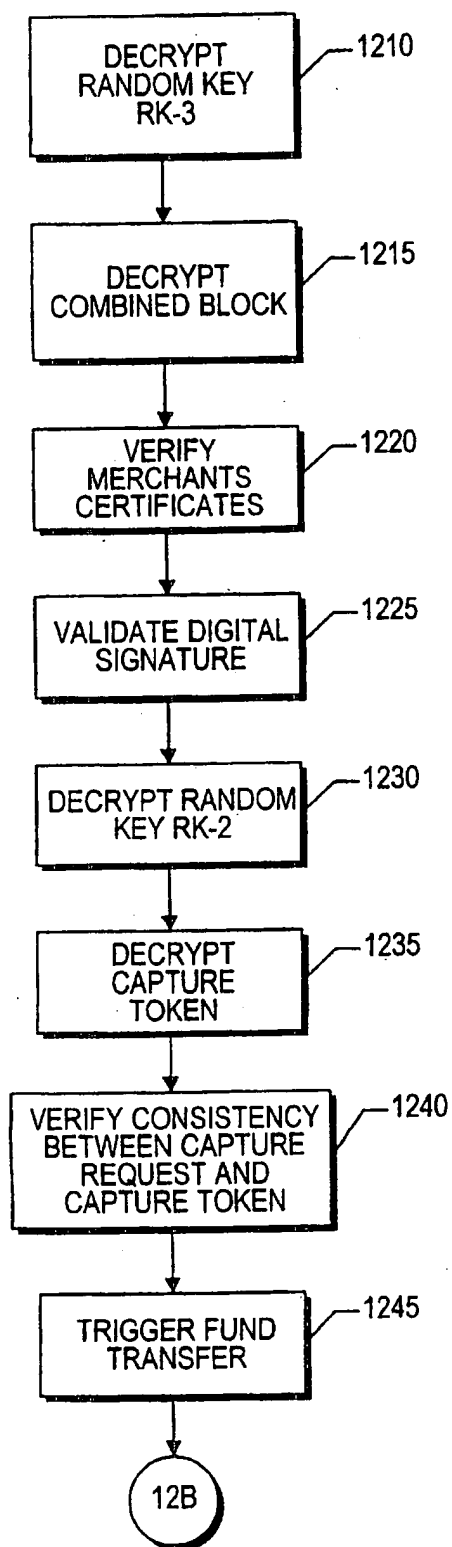 DECRYPT
RANDOM KEY
RK-3
1210
DECRYPT
COMBINED BLOCK
1215
VERIFY
MERCHANTS
CERTIFICATES
1220
VALIDATE DIGITAL
SIGNATURE
1225
DECRYPT RANDOM
KEY RK-2
1230
DECRYPT
CAPTURE
TOKEN
1235
VERIFY CONSISTENCY
BETWEEN CAPTURE
REQUEST AND
CAPTURE TOKEN
1240
TRIGGER FUND
TRANSFER
1245
12B